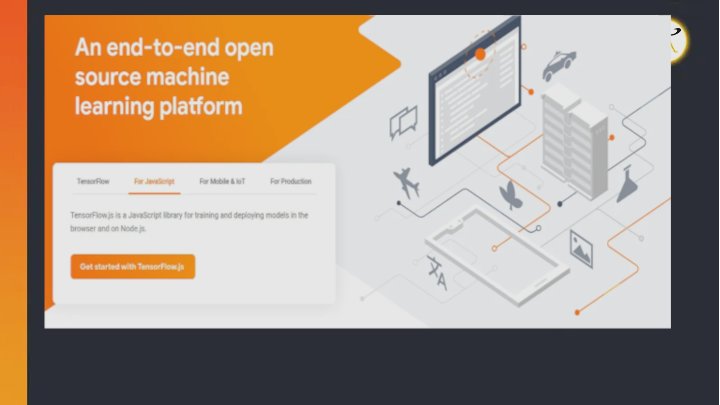 An end-to-end open
source machine
learning platform
TensorFlow For JavaScript For Mobile & IoT For Production
TensorFlow.js is a JavaScript library for training and deploying models in the
browser and on Node.js.
Get started with TensorFlow.js